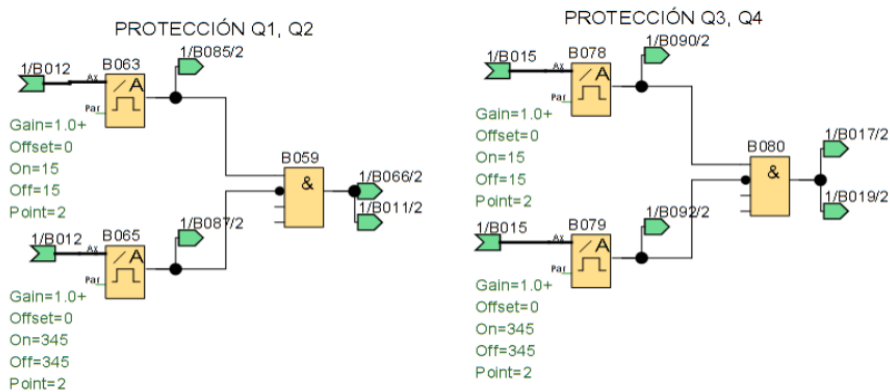 PROTECCIÓN Q1, Q2
1/B012
B063
1/B085/2
Ax
/A
Par
Gain=1.0+
Offset=0
On=15
Off=15
Point=2
B059
&
1/B066/2
1/B011/2
1/B012
B065
1/B087/2
Ax
/A
Par
Gain=1.0+
Offset=0
On=345
Off=345
Point=2
PROTECCIÓN Q3, Q4
1/B015
B078
1/B090/2
Ax
/A
Par
Gain=1.0+
Offset=0
On=15
Off=15
Point=2
B080
&
1/B017/2
1/B019/2
1/B015
B079
1/B092/2
Ax
/A
Par
Gain=1.0+
Offset=0
On=345
Off=345
Point=2